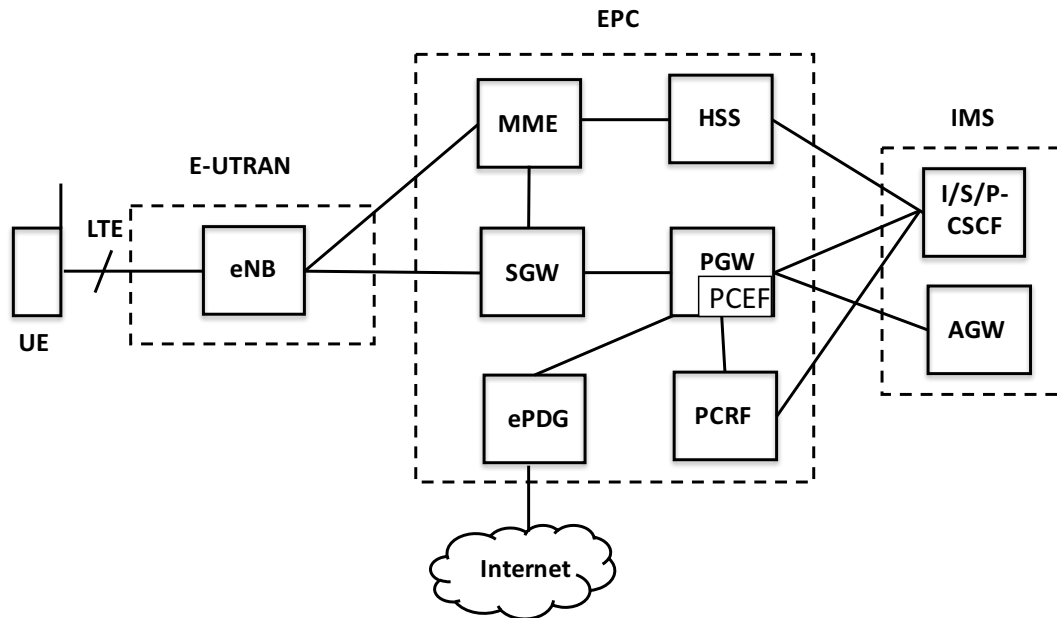 EPC
MME
HSS
IMS
E-UTRAN
I/S/P-
CSCF
LTE
eNB
SGW
PGW
PCEF
UE
AGW
ePDG
PCRF
Internet